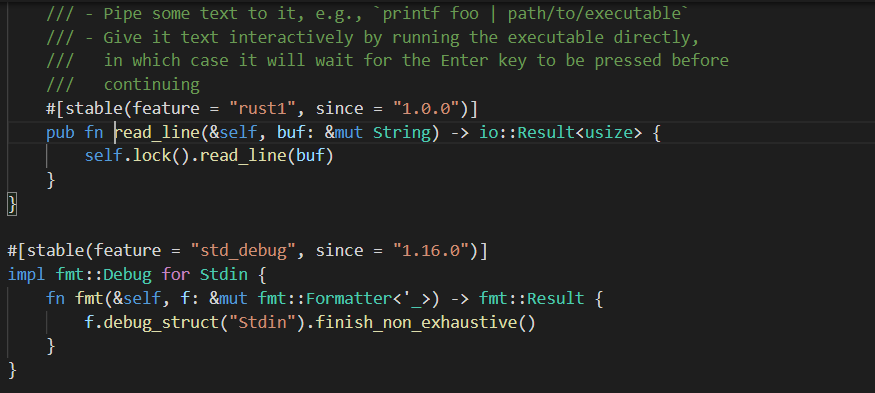 /// - Pipe some text to it, e.g., `printf foo | path/to/executable`
/// - Give it text interactively by running the executable directly,
///   in which case it will wait for the Enter key to be pressed before
///   continuing
#[stable(feature = "rust1", since = "1.0.0")]
pub fn read_line(&self, buf: &mut String) -> io::Result<usize> {
    self.lock().read_line(buf)
}
}
#[stable(feature = "std_debug", since = "1.16.0")]
impl fmt::Debug for Stdin {
    fn fmt(&self, f: &mut fmt::Formatter<'_>) -> fmt::Result {
        f.debug_struct("Stdin").finish_non_exhaustive()
    }
}